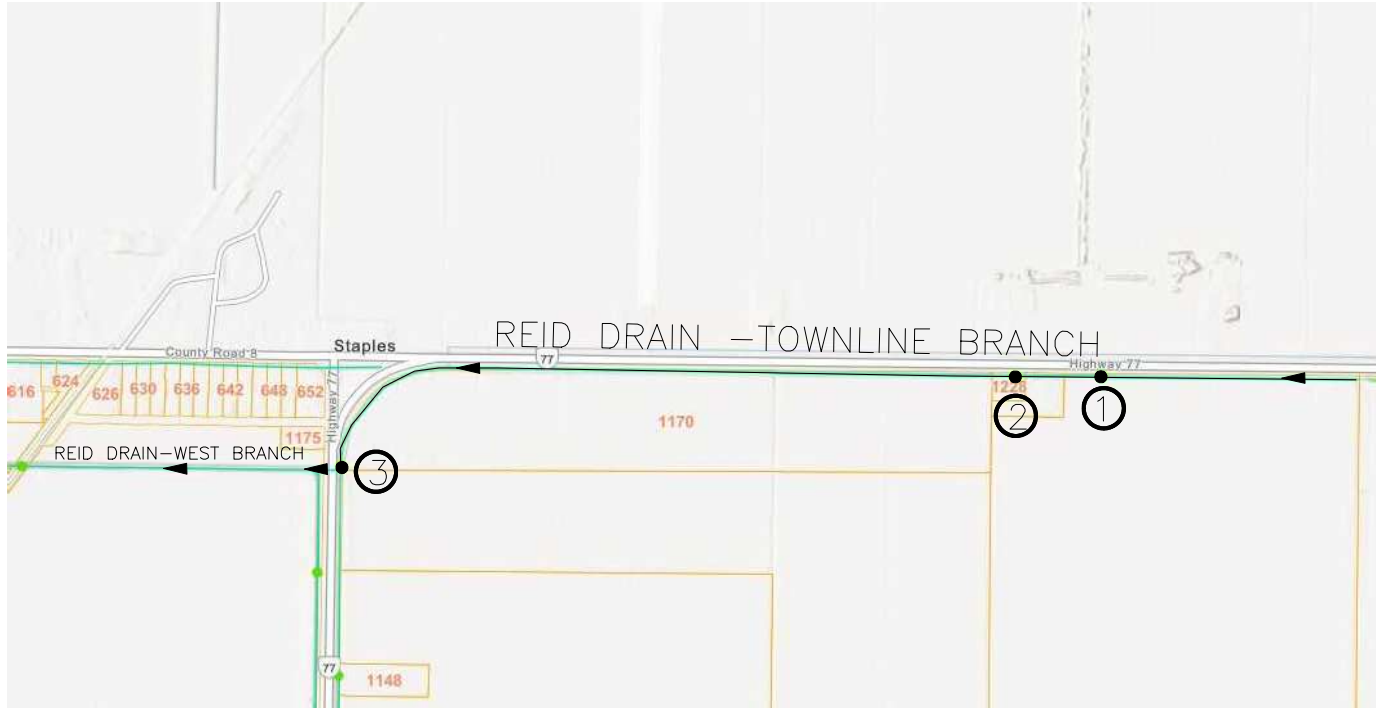 REID DRAIN –TOWNLINE BRANCH
Staples
County Road 8
77
Highway 77
616
624
626
630
636
642
648
652
Highway 77
1228
2
1
1175
1170
REID DRAIN–WEST BRANCH
3
77
1148